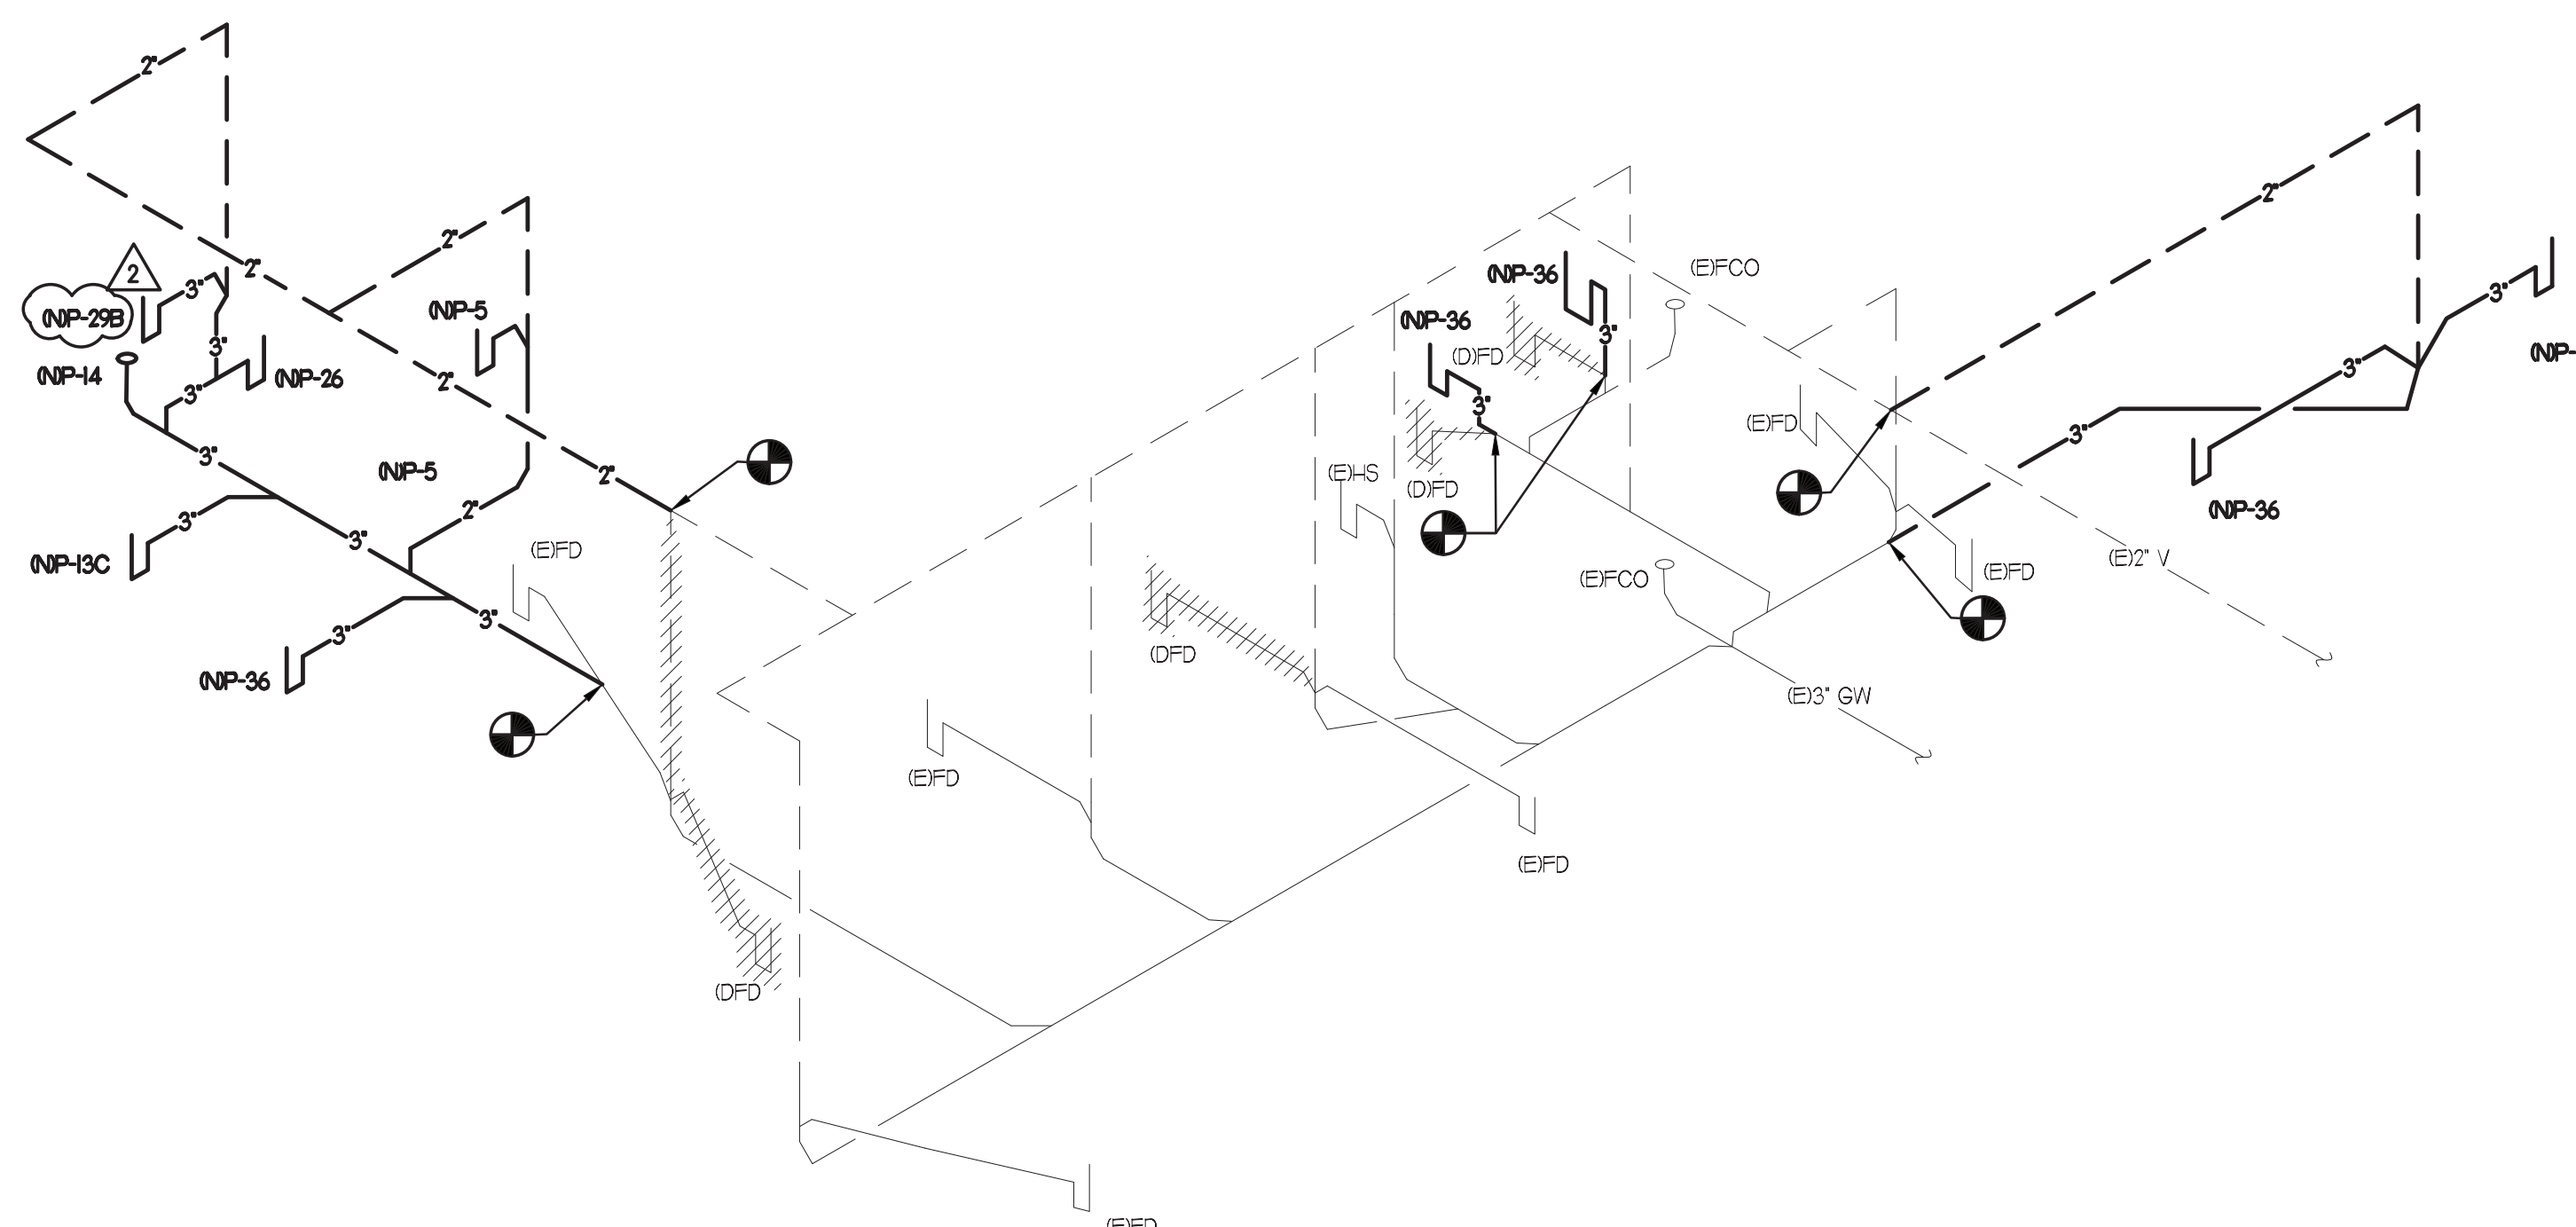 2"
2"
2"
2"
(E)FCO
2
(N)P-36
3"
(N)P-29B
3"
(N)P-5
(N)P-36
3"
3"
(N)P-14
3"
(N)P-26
(D)FD
(N)P-
3"
2"
3"
3"
(E)FD
3"
3"
(N)P-5
2"
(E)HS
(D)FD
3"
2"
(N)P-36
3"
(E)FD
(N)P-13C
(E)2" V
(E)FCO
(E)FD
3"
3"
(DFD
(N)P-36
(E)3" GW
(E)FD
(E)FD
(DFD
(E)FD